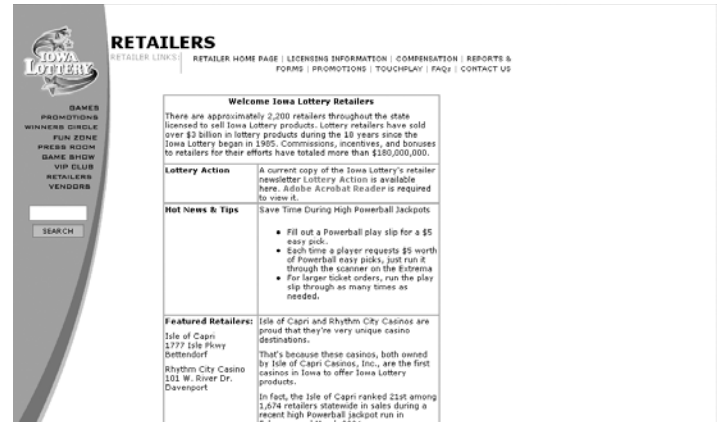 IOWA
LOTTERY
RETAILERS
RETAILER LINKS:
RETAILER HOME PAGE | LICENSING INFORMATION | COMPENSATION | REPORTS &
FORMS | PROMOTIONS | TOUCHPLAY | FAQs | CONTACT US
GAMES
PROMOTIONS
WINNERS CIRCLE
FUN ZONE
PRESS ROOM
GAME SHOW
VIP CLUB
RETAILERS
VENDORS
SEARCH
Welcome Iowa Lottery Retailers
There are approximately 2,200 retailers throughout the state
licensed to sell Iowa Lottery products. Lottery retailers have sold
over $3 billion in lottery products during the 18 years since the
Iowa Lottery began in 1985. Commissions, incentives, and bonuses
to retailers for their efforts have totaled more than $180,000,000.
Lottery Action
A current copy of the Iowa Lottery's retailer
newsletter Lottery Action is available
here. Adobe Acrobat Reader is required
to view it.
Hot News & Tips
Save Time During High Powerball Jackpots
• Fill out a Powerball play slip for a $5
easy pick.
• Each time a player requests $5 worth
of Powerball easy picks, just run it
through the scanner on the Extrema
• For larger ticket orders, run the play
slip through as many times as
needed.
Featured Retailers:
Isle of Capri
1777 Isle Pkwy
Bettendorf
Rhythm City Casino
101 W. River Dr.
Davenport
Isle of Capri and Rhythm City Casinos are
proud that they're very unique casino
destinations.
That's because these casinos, both owned
by Isle of Capri Casinos, Inc., are the first
casinos in Iowa to offer Iowa Lottery
products.
In fact, the Isle of Capri ranked 21st among
1,674 retailers statewide in sales during a
recent high Powerball jackpot run in